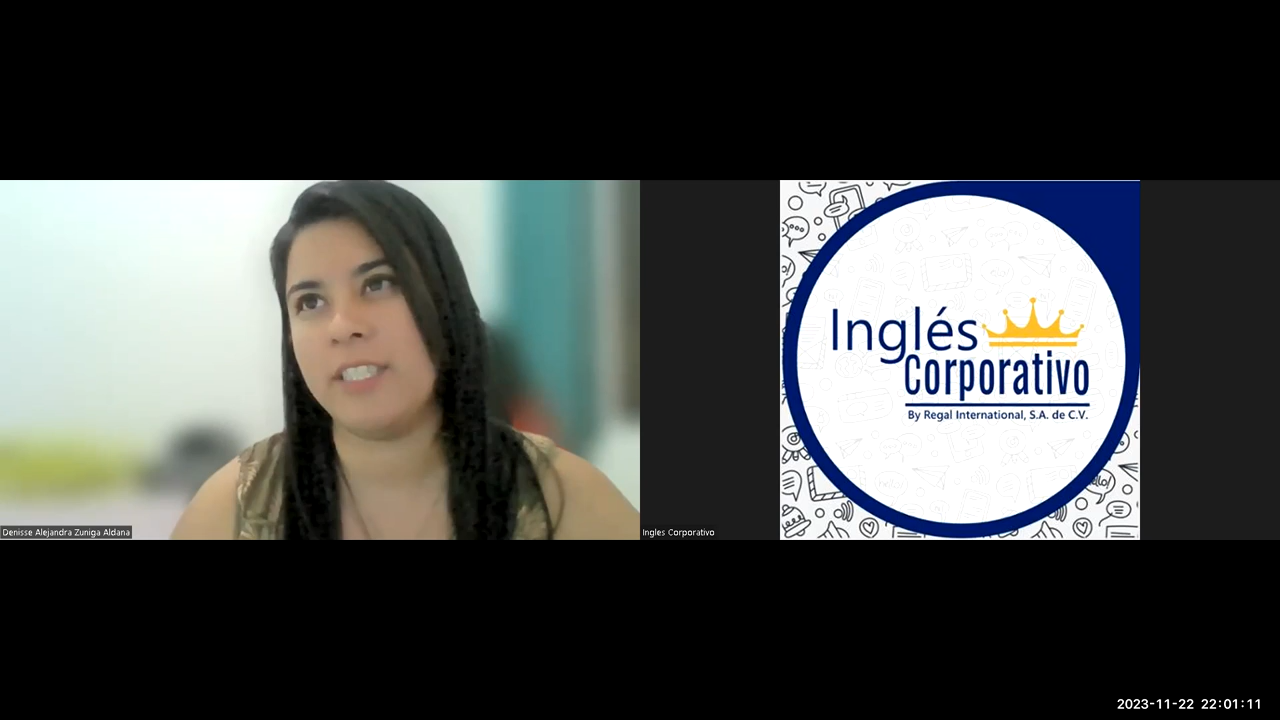 Inglés
Corporativo
By Regal International, S.A. de C.V.
Denisse Alejandra Zuniga Aldana
Ingles Corporativo
2023-11-22 22:01:11